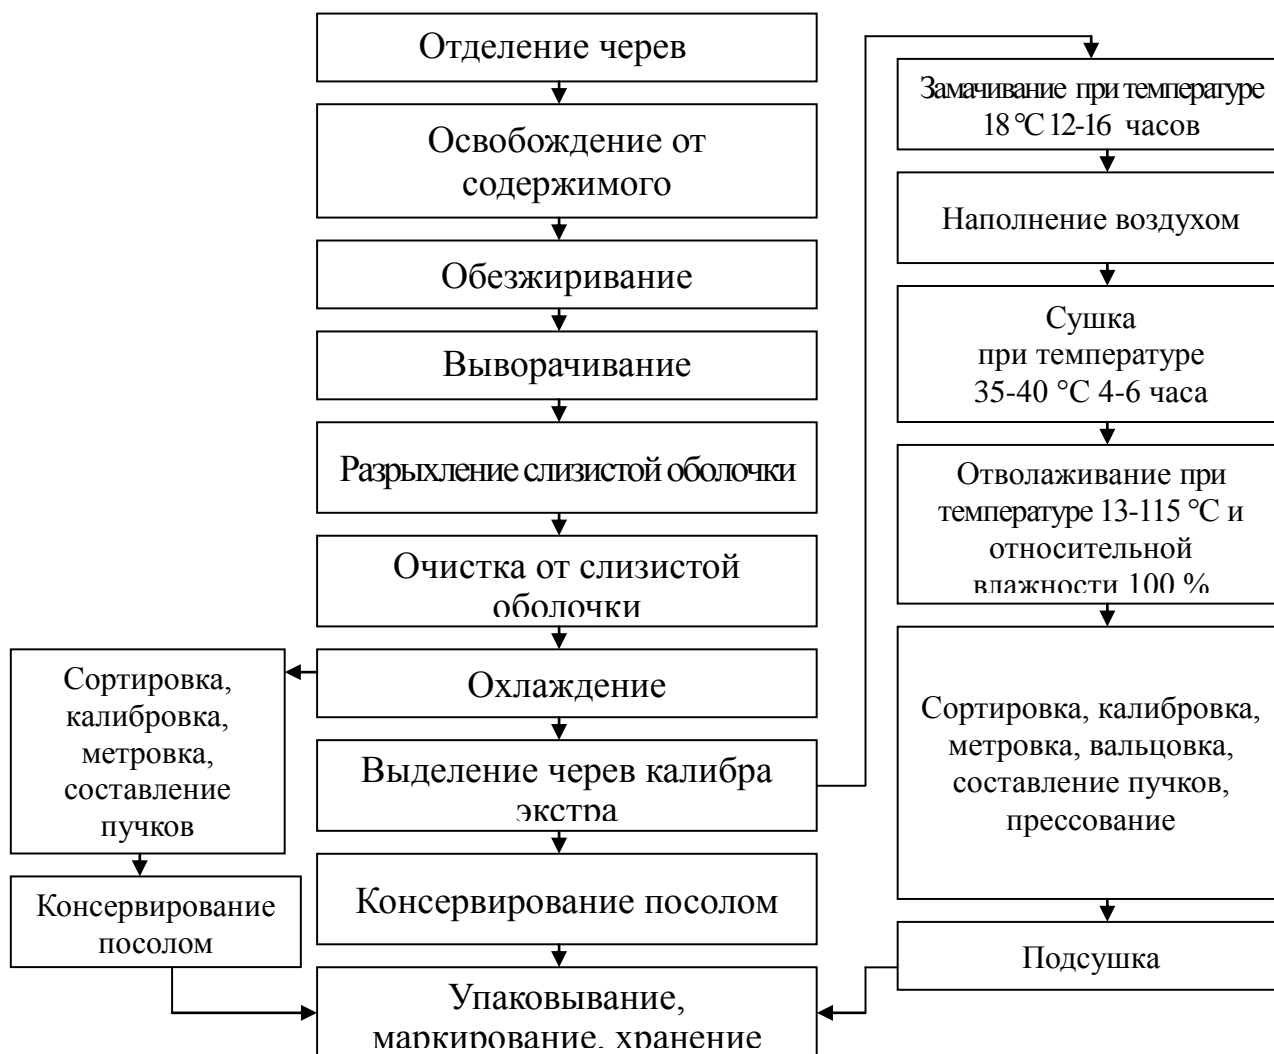 Отделение черев
Освобождение от
содержимого
Обезжиривание
Выворачивание
Разрыхление слизистой оболочки
Очистка от слизистой
оболочки
Охлаждение
Выделение черев калибра
экстра
Консервирование посолом
Упаковывание,
маркирование, хранение
Сортировка,
калибровка,
метровка,
составление
пучков
Консервирование
посолом
Замачивание при температуре
18 °С 12-16 часов
Наполнение воздухом
Сушка
при температуре
35-40 °С 4-6 часа
Отволаживание при
температуре 13-115 °С и
относительной
влажности 100 %
Сортировка, калибровка,
метровка, вальцовка,
составление пучков,
прессование
Подсушка